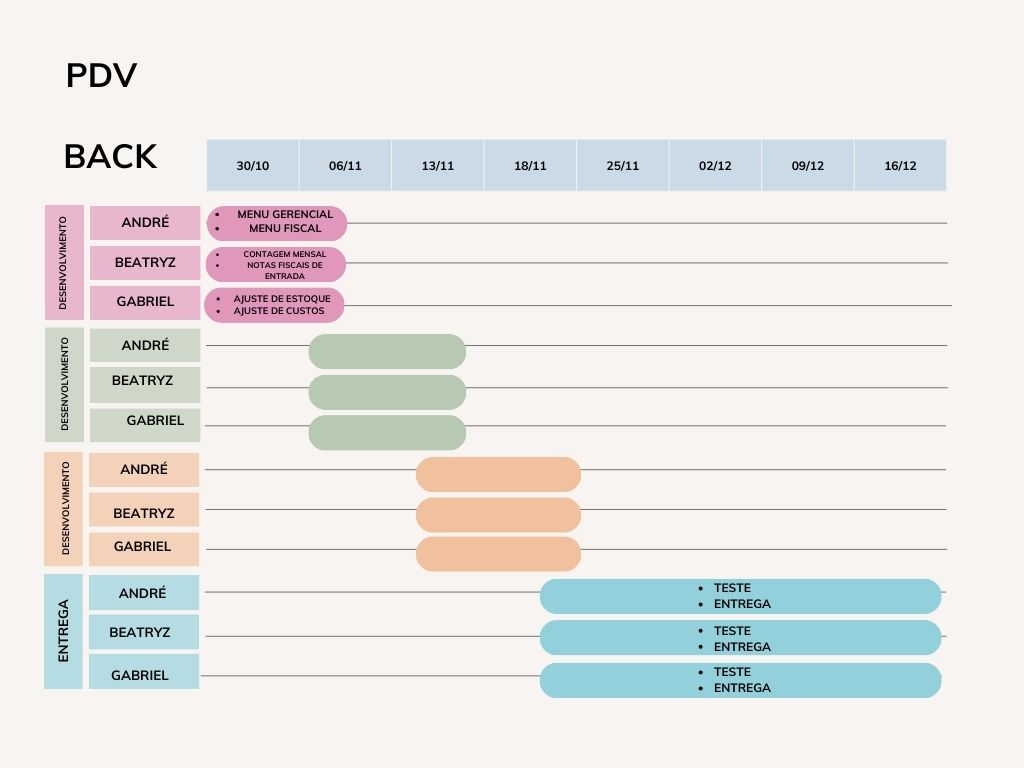 PDV
BACK
30/10 06/11 13/11 18/11 25/11 02/12 09/12 16/12
DESENVOLVIMENTO
ANDRÉ
• MENU GERENCIAL
• MENU FISCAL
BEATRYZ
• CONTAGEM MENSAL
• NOTAS FISCAIS DE
ENTRADA
GABRIEL
• AJUSTE DE ESTOQUE
• AJUSTE DE CUSTOS
DESENVOLVIMENTO
ANDRÉ
BEATRYZ
GABRIEL
DESENVOLVIMENTO
ANDRÉ
BEATRYZ
GABRIEL
ENTREGA
ANDRÉ
• TESTE
• ENTREGA
BEATRYZ
• TESTE
• ENTREGA
GABRIEL
• TESTE
• ENTREGA